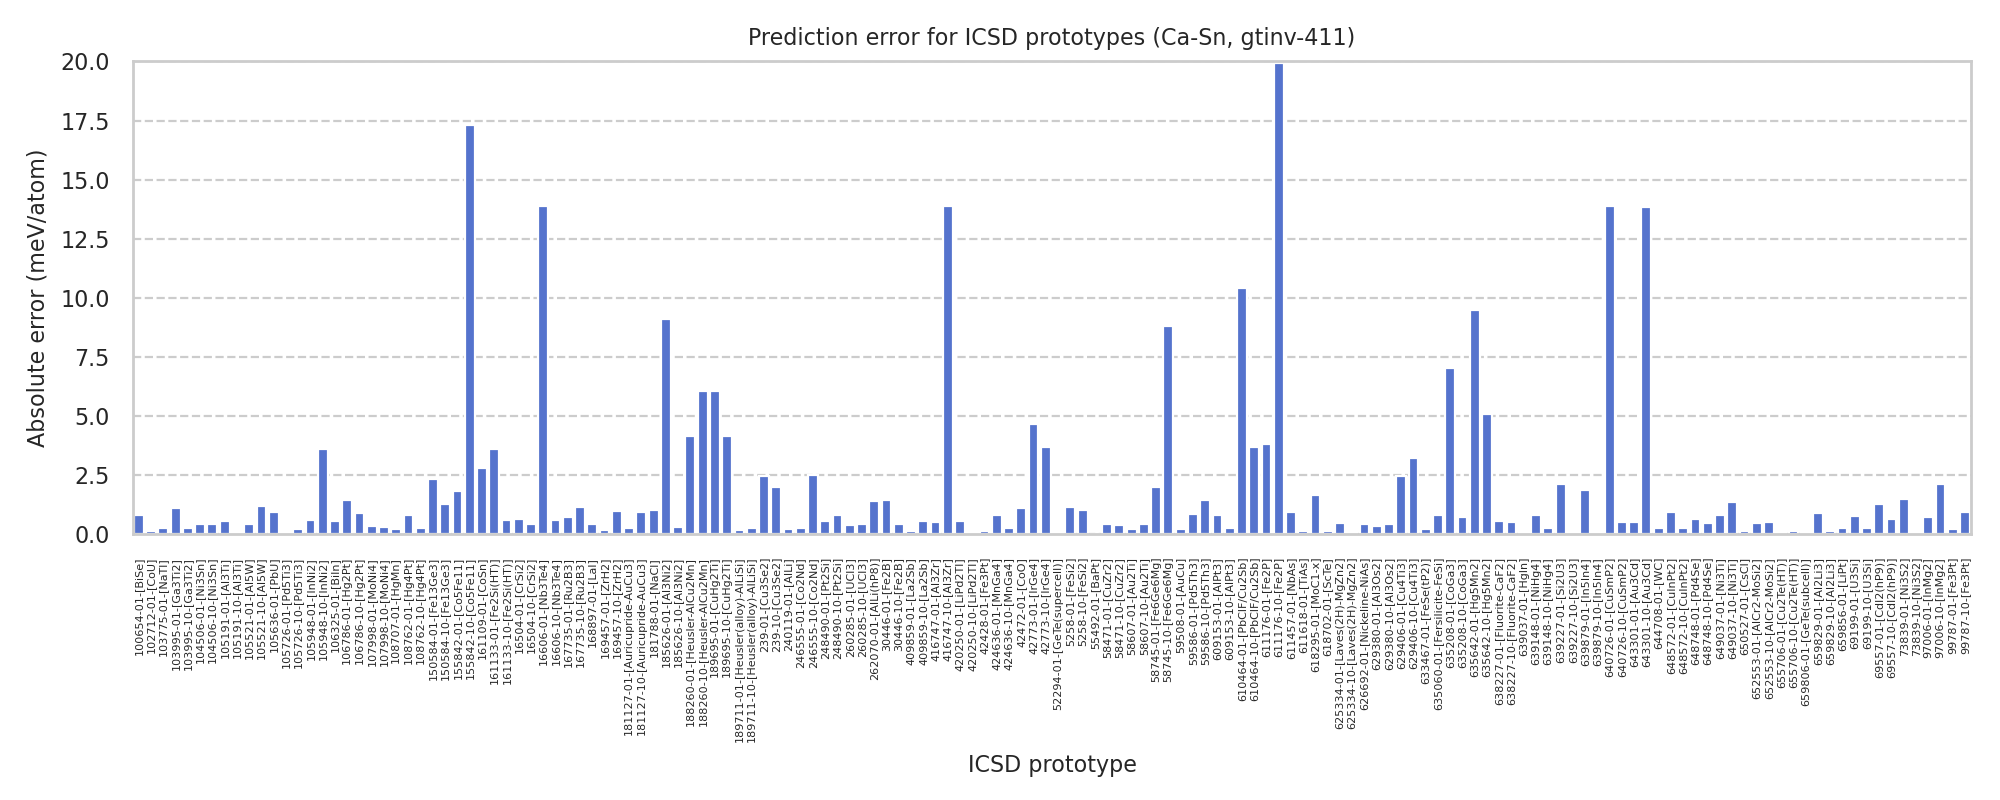 Prediction error for ICSD prototypes (Ca-Sn, gtinv-411)
Absolute error (meV/atom)
20.0
17.5
15.0
12.5
10.0
7.5
5.0
2.5
0.0
100654-01-[BiSe]
102712-01-[CoU]
103775-01-[NaTl]
103995-01-[Ga3Ti2]
103995-10-[Ga3Ti2]
104506-01-[Ni3Sn]
104506-10-[Ni3Sn]
105191-01-[Al3Ti]
105191-10-[Al3Ti]
105521-01-[Al5W]
105521-10-[Al5W]
105636-01-[PbU]
105726-01-[Pd5Ti3]
105726-10-[Pd5Ti3]
105948-01-[InNi2]
105948-10-[InNi2]
106325-01-[BiIn]
106786-01-[Hg2Pt]
106786-10-[Hg2Pt]
107998-01-[MoNi4]
107998-10-[MoNi4]
108707-01-[HgMn]
108762-01-[Hg4Pt]
108762-10-[Hg4Pt]
150584-01-[Fe13Ge3]
150584-10-[Fe13Ge3]
155842-01-[Co5Fe11]
155842-10-[Co5Fe11]
161109-01-[CoSn]
161133-01-[Fe2Si(HT)]
161133-10-[Fe2Si(HT)]
16504-01-[CrSi2]
16504-10-[CrSi2]
16606-01-[Nb3Te4]
16606-10-[Nb3Te4]
167735-01-[Ru2B3]
167735-10-[Ru2B3]
168897-01-[LaI]
169457-01-[ZrH2]
169457-10-[ZrH2]
181127-01-[Auricupride-AuCu3]
181127-10-[Auricupride-AuCu3]
181788-01-[NaCl]
185626-01-[Al3Ni2]
185626-10-[Al3Ni2]
188260-01-[Heusler-AlCu2Mn]
188260-10-[Heusler-AlCu2Mn]
189695-01-[CuHg2Ti]
189695-10-[CuHg2Ti]
189711-01-[Heusler(alloy)-AlLiSi]
189711-10-[Heusler(alloy)-AlLiSi]
239-01-[Cu3Se2]
239-10-[Cu3Se2]
240119-01-[AlLi]
246555-01-[Co2Nd]
246555-10-[Co2Nd]
248490-01-[Pt2Si]
248490-10-[Pt2Si]
260285-01-[UCl3]
260285-10-[UCl3]
262070-01-[AlLi(hP8)]
30446-01-[Fe2B]
30446-10-[Fe2B]
409859-01-[La2Sb]
409859-10-[La2Sb]
416747-01-[Al3Zr]
416747-10-[Al3Zr]
420250-01-[LiPd2Tl]
420250-10-[LiPd2Tl]
42428-01-[Fe3Pt]
424636-01-[MnGa4]
424636-10-[MnGa4]
42472-01-[CoO]
42773-01-[IrGe4]
42773-10-[IrGe4]
52294-01-[GeTe(supercell)]
5258-01-[FeSi2]
5258-10-[FeSi2]
55492-01-[BaPt]
58471-01-[CuZr2]
58471-10-[CuZr2]
58607-01-[Au2Ti]
58607-10-[Au2Ti]
58745-01-[Fe6Ge6Mg]
58745-10-[Fe6Ge6Mg]
59508-01-[AuCu]
59586-01-[Pd5Th3]
59586-10-[Pd5Th3]
609153-01-[AlPt3]
609153-10-[AlPt3]
610464-01-[PbClF/Cu2Sb]
610464-10-[PbClF/Cu2Sb]
611176-01-[Fe2P]
611176-10-[Fe2P]
611457-01-[NbAs]
611618-01-[TiAs]
618295-01-[MoC1-x]
618702-01-[ScTe]
625334-01-[Laves(2H)-MgZn2]
625334-10-[Laves(2H)-MgZn2]
626692-01-[Nickeline-NiAs]
629380-01-[Al3Os2]
629380-10-[Al3Os2]
629406-01-[Cu4Ti3]
629406-10-[Cu4Ti3]
633467-01-[FeSe(tP2)]
635060-01-[Fersilicite-FeSi]
635208-01-[CoGa3]
635208-10-[CoGa3]
635642-01-[Hg5Mn2]
635642-10-[Hg5Mn2]
638227-01-[Fluorite-CaF2]
638227-10-[Fluorite-CaF2]
639037-01-[HgIn]
639148-01-[NiHg4]
639148-10-[NiHg4]
639227-01-[Si2U3]
639227-10-[Si2U3]
639879-01-[InSIn4]
639879-10-[InSIn4]
640726-01-[CuSmP2]
640726-10-[CuSmP2]
643301-01-[Au3Cd]
643301-10-[Au3Cd]
644708-01-[WC]
648572-01-[CuInPt2]
648572-10-[CuInPt2]
648748-01-[Pd4Se]
648748-10-[Pd4Se]
649037-01-[Ni3Ti]
649037-10-[Ni3Ti]
650527-01-[CsCl]
652553-01-[AlCr2-MoSi2]
652553-10-[AlCr2-MoSi2]
655706-01-[Cu2Te(HT)]
655706-10-[Cu2Te(HT)]
659806-01-[GeTe(subcell)]
659829-01-[Al2Li3]
659829-10-[Al2Li3]
659856-01-[LiPt]
69199-01-[U3Si]
69199-10-[U3Si]
69557-01-[CdI2(hP9)]
69557-10-[CdI2(hP9)]
73839-01-[Ni3S2]
73839-10-[Ni3S2]
97006-01-[InMg2]
97006-10-[InMg2]
99787-01-[Fe3Pt]
99787-10-[Fe3Pt]
ICSD prototype